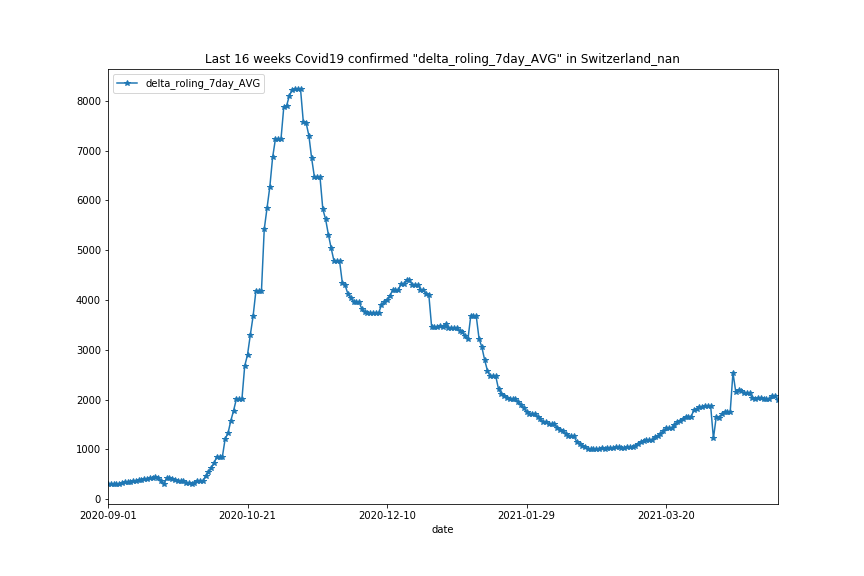 Last 16 weeks Covid19 confirmed "delta_roling_7day_AVG" in Switzerland_nan
delta_roling_7day_AVG
8000
7000
6000
5000
4000
3000
2000
1000
0
2020-09-01 2020-10-21 2020-12-10 2021-01-29 2021-03-20
date